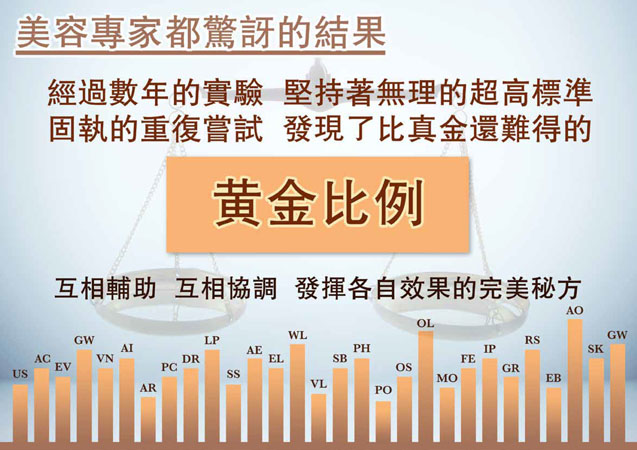 美容專家都驚訝的結果
經過數年的實驗 堅持著無理的超高標準
固執的重復嘗試 發現了比真金還難得的
黄金比例
互相輔助 互相協調 發揮各自效果的完美秘方
US AC EV GW VN AI AR PC DR LP SS AE EL WL VL SB PH PO OS OL MO FE IP GR RS EB AO SK GW